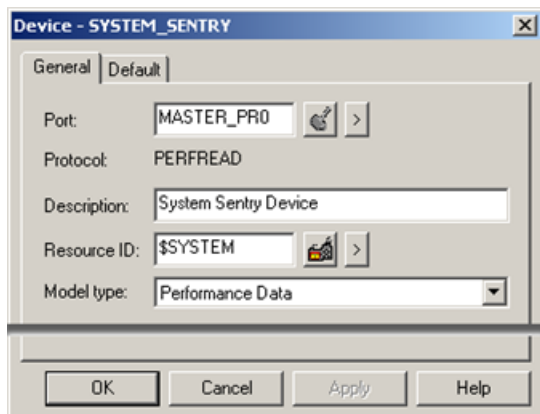 Device - SYSTEM_SENTRY
General Default
Port: MASTER_PR0 >
Protocol: PERFREAD
Description: System Sentry Device
Resource ID: $SYSTEM >
Model type: Performance Data
OK Cancel Apply Help